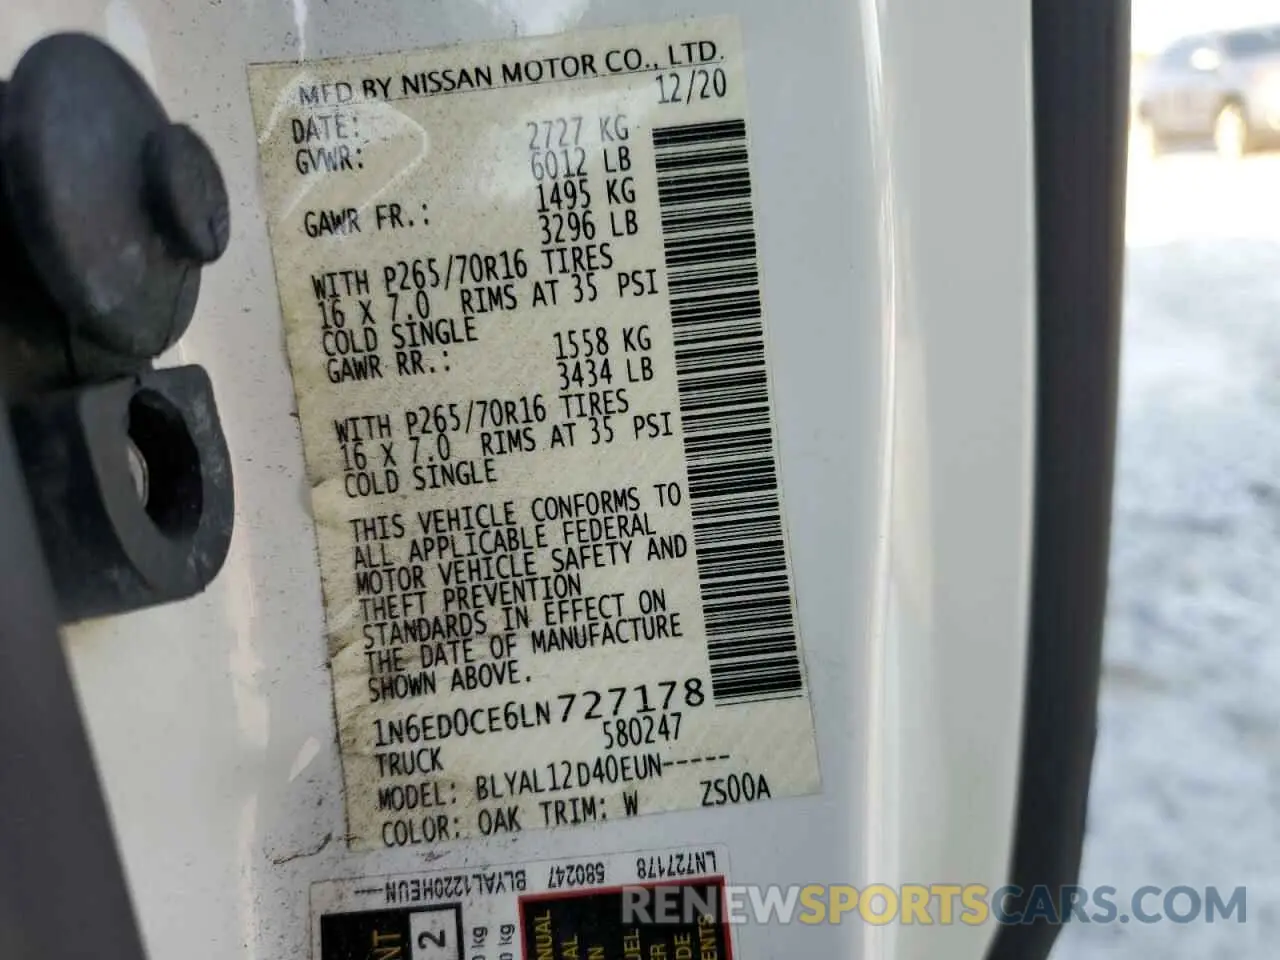 MFD BY NISSAN MOTOR CO., LTD.
DATE: 12/20
GVWR: 2727 KG
6012 LB
GAWR FR.: 1495 KG
3296 LB
WITH P265/70R16 TIRES
16 X 7.0 RIMS AT 35 PSI
COLD SINGLE
GAWR RR.: 1558 KG
3434 LB
WITH P265/70R16 TIRES
16 X 7.0 RIMS AT 35 PSI
COLD SINGLE
THIS VEHICLE CONFORMS TO
ALL APPLICABLE FEDERAL
MOTOR VEHICLE SAFETY AND
THEFT PREVENTION
STANDARDS IN EFFECT ON
THE DATE OF MANUFACTURE
SHOWN ABOVE.
1N6ED0CE6LN727178
TRUCK 580247
MODEL: BLYAL12D40EUN-----
COLOR: QAK TRIM: W ZS00A
LN727178 580247 BLYAL1220HEUN
2
kg
kg
RENEWSPORTSCARS.COM